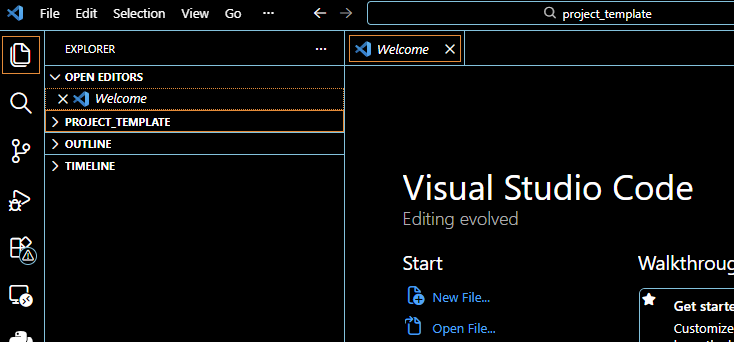 File Edit Selection View Go ··· project_template
EXPLORER ··· Welcome
OPEN EDITORS
Welcome
PROJECT_TEMPLATE
OUTLINE
TIMELINE
Visual Studio Code
Editing evolved
Start
New File...
Open File...
Walkthroug
Get starte
Customize